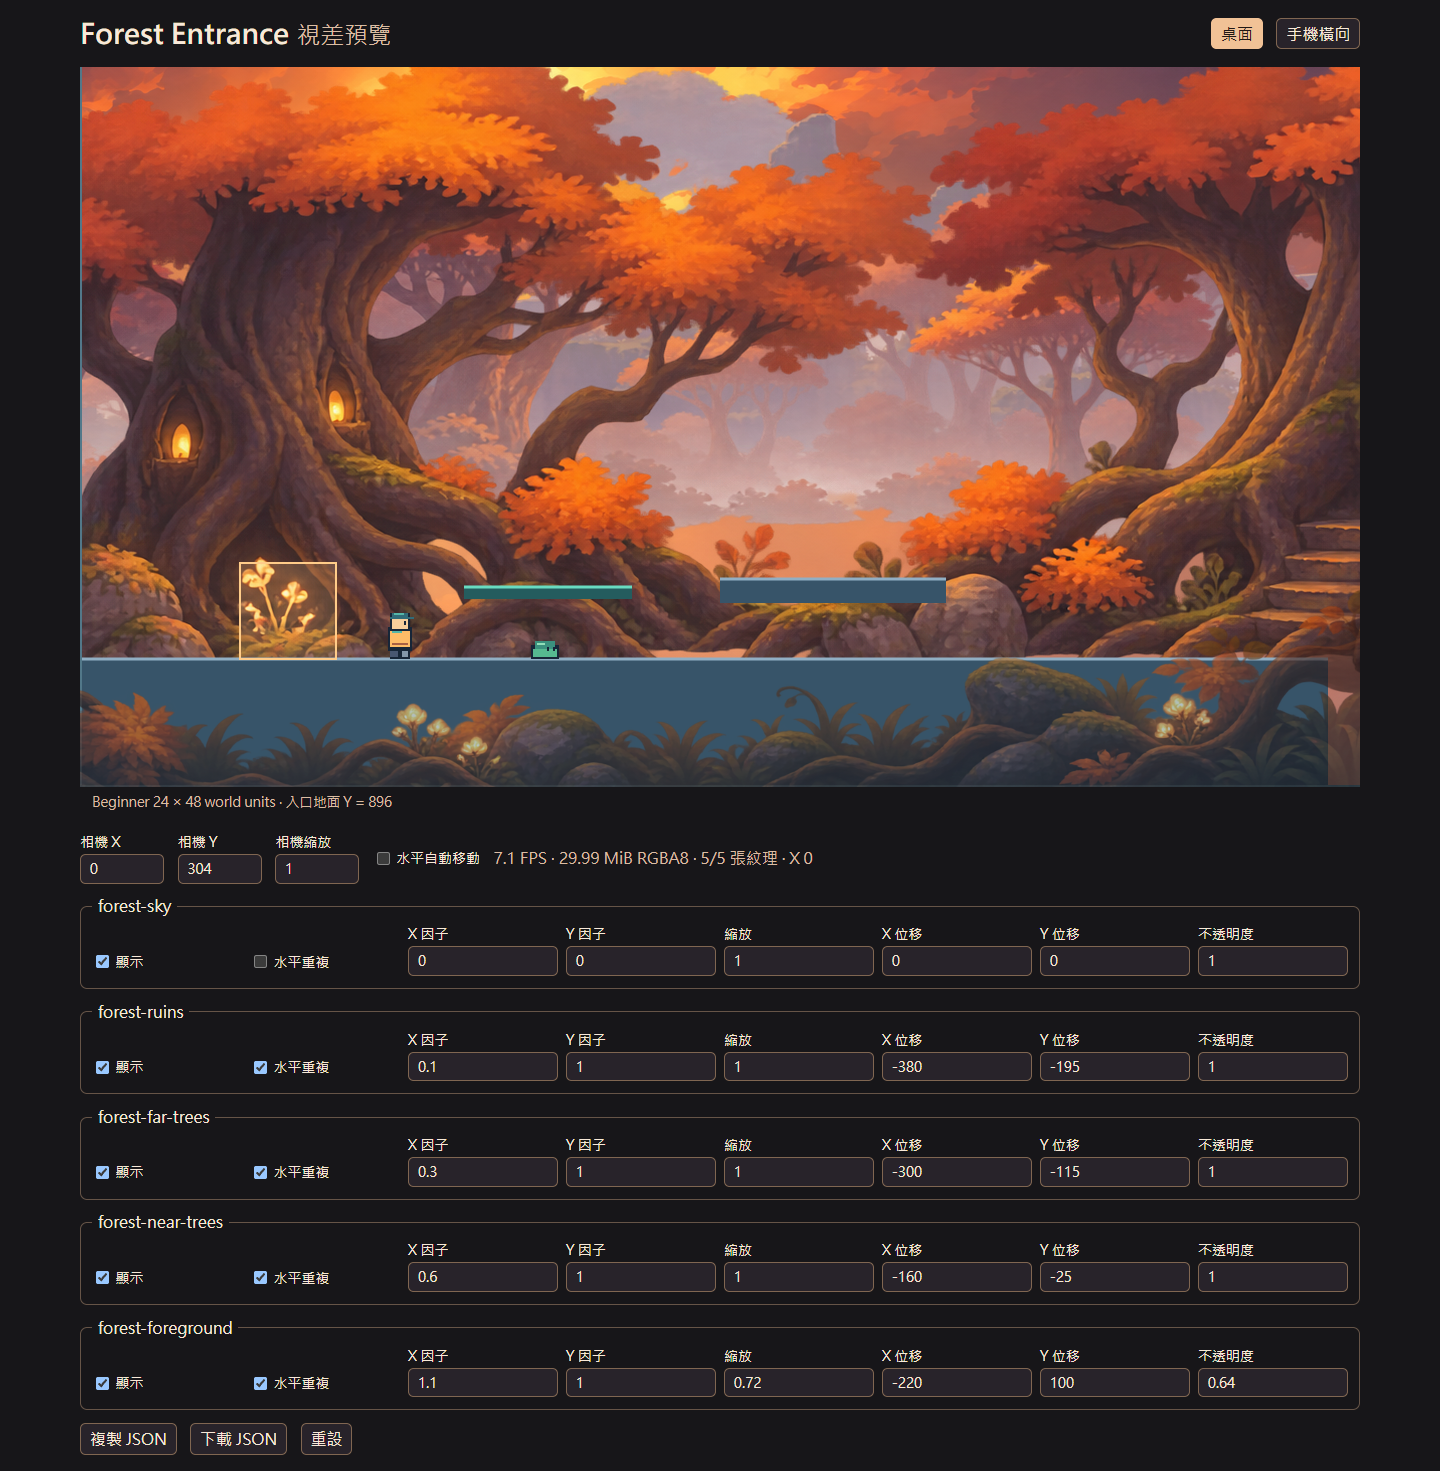 Forest Entrance 視差預覽
桌面
手機橫向
Beginner 24 × 48 world units · 入口地面 Y = 896
相機 X
相機 Y
相機縮放
0
304
1
水平自動移動
7.1 FPS · 29.99 MiB RGBA8 · 5/5 張紋理 · X 0
forest-sky
顯示
水平重複
X 因子
Y 因子
縮放
X 位移
Y 位移
不透明度
0
0
1
0
0
1
forest-ruins
顯示
水平重複
X 因子
Y 因子
縮放
X 位移
Y 位移
不透明度
0.1
1
1
-380
-195
1
forest-far-trees
顯示
水平重複
X 因子
Y 因子
縮放
X 位移
Y 位移
不透明度
0.3
1
1
-300
-115
1
forest-near-trees
顯示
水平重複
X 因子
Y 因子
縮放
X 位移
Y 位移
不透明度
0.6
1
1
-160
-25
1
forest-foreground
顯示
水平重複
X 因子
Y 因子
縮放
X 位移
Y 位移
不透明度
1.1
1
0.72
-220
100
0.64
複製 JSON
下載 JSON
重設